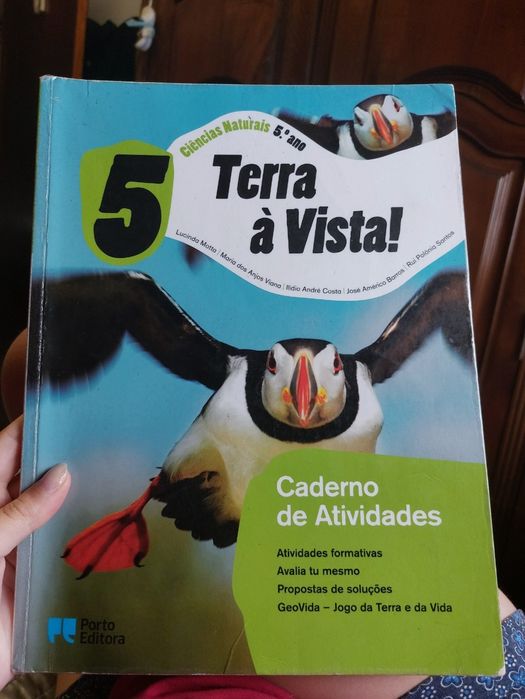 Ciências Naturais 5.º ano
5
Terra
à Vista!
Lucinda Motta | Maria dos Anjos Viana | Ilídio André Costa | José Américo Barros | Rui Polónia Santos
Caderno
de Atividades
Atividades formativas
Avalia tu mesmo
Propostas de soluções
GeoVida – Jogo da Terra e da Vida
Porto
Editora